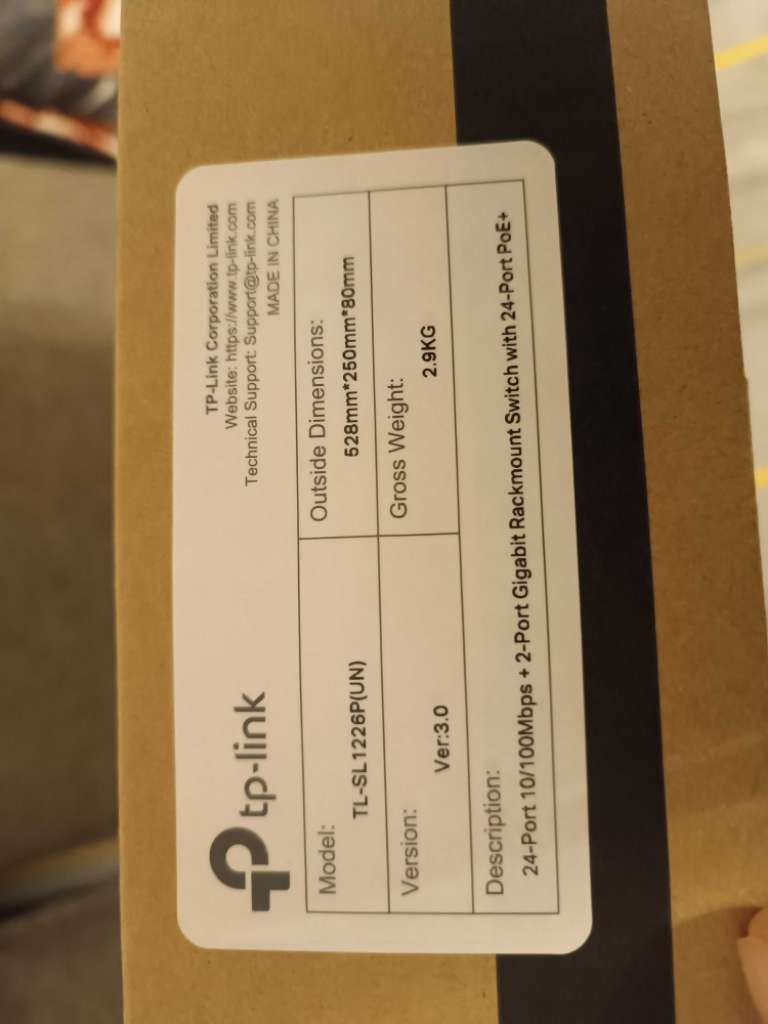 tp-link
TP-Link Corporation Limited
Website: https://www.tp-link.com
Technical Support: Support@tp-link.com
MADE IN CHINA
Model:
TL-SL1226P(UN)
Outside Dimensions:
528mm*250mm*80mm
Version:
Ver:3.0
Gross Weight:
2.9KG
Description:
24-Port 10/100Mbps + 2-Port Gigabit Rackmount Switch with 24-Port PoE+